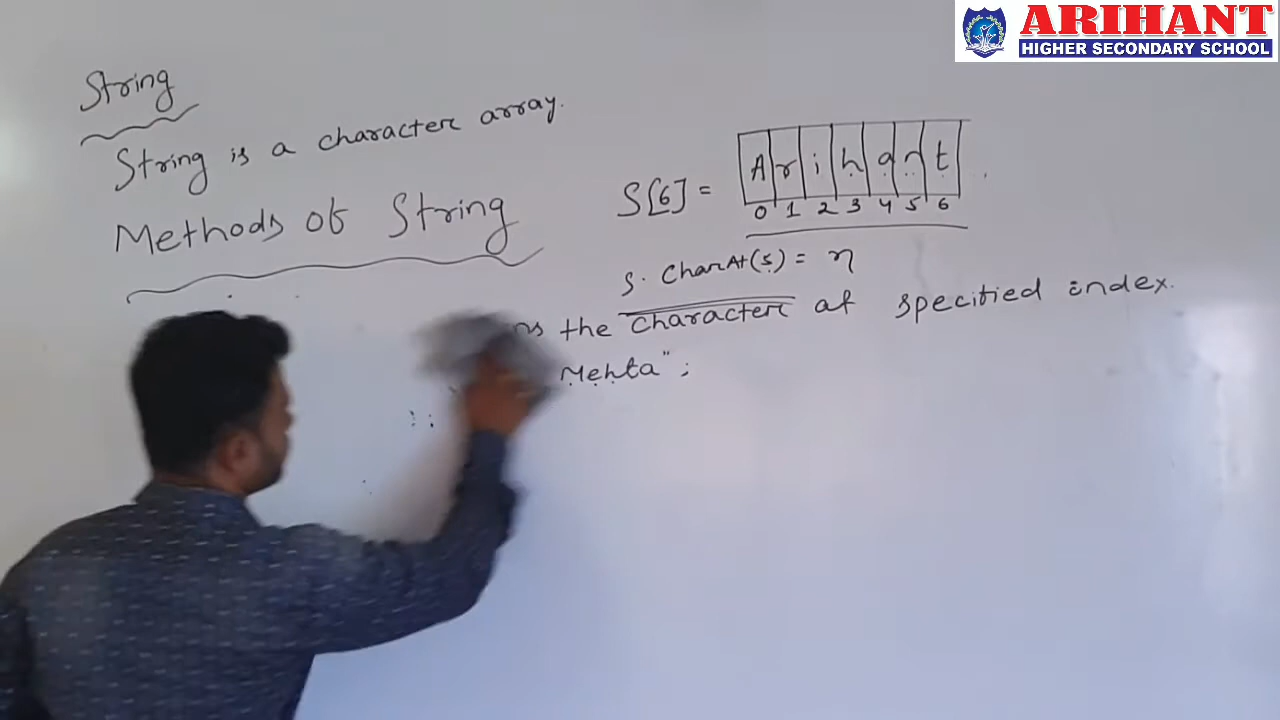 ARIHANT
HIGHER SECONDARY SCHOOL
String
String is a character array.
Methods of String
S[6] = A r i h a n t
0 1 2 3 4 5 6
s. CharAt(5) = n
the character at specified index.
Mehta";